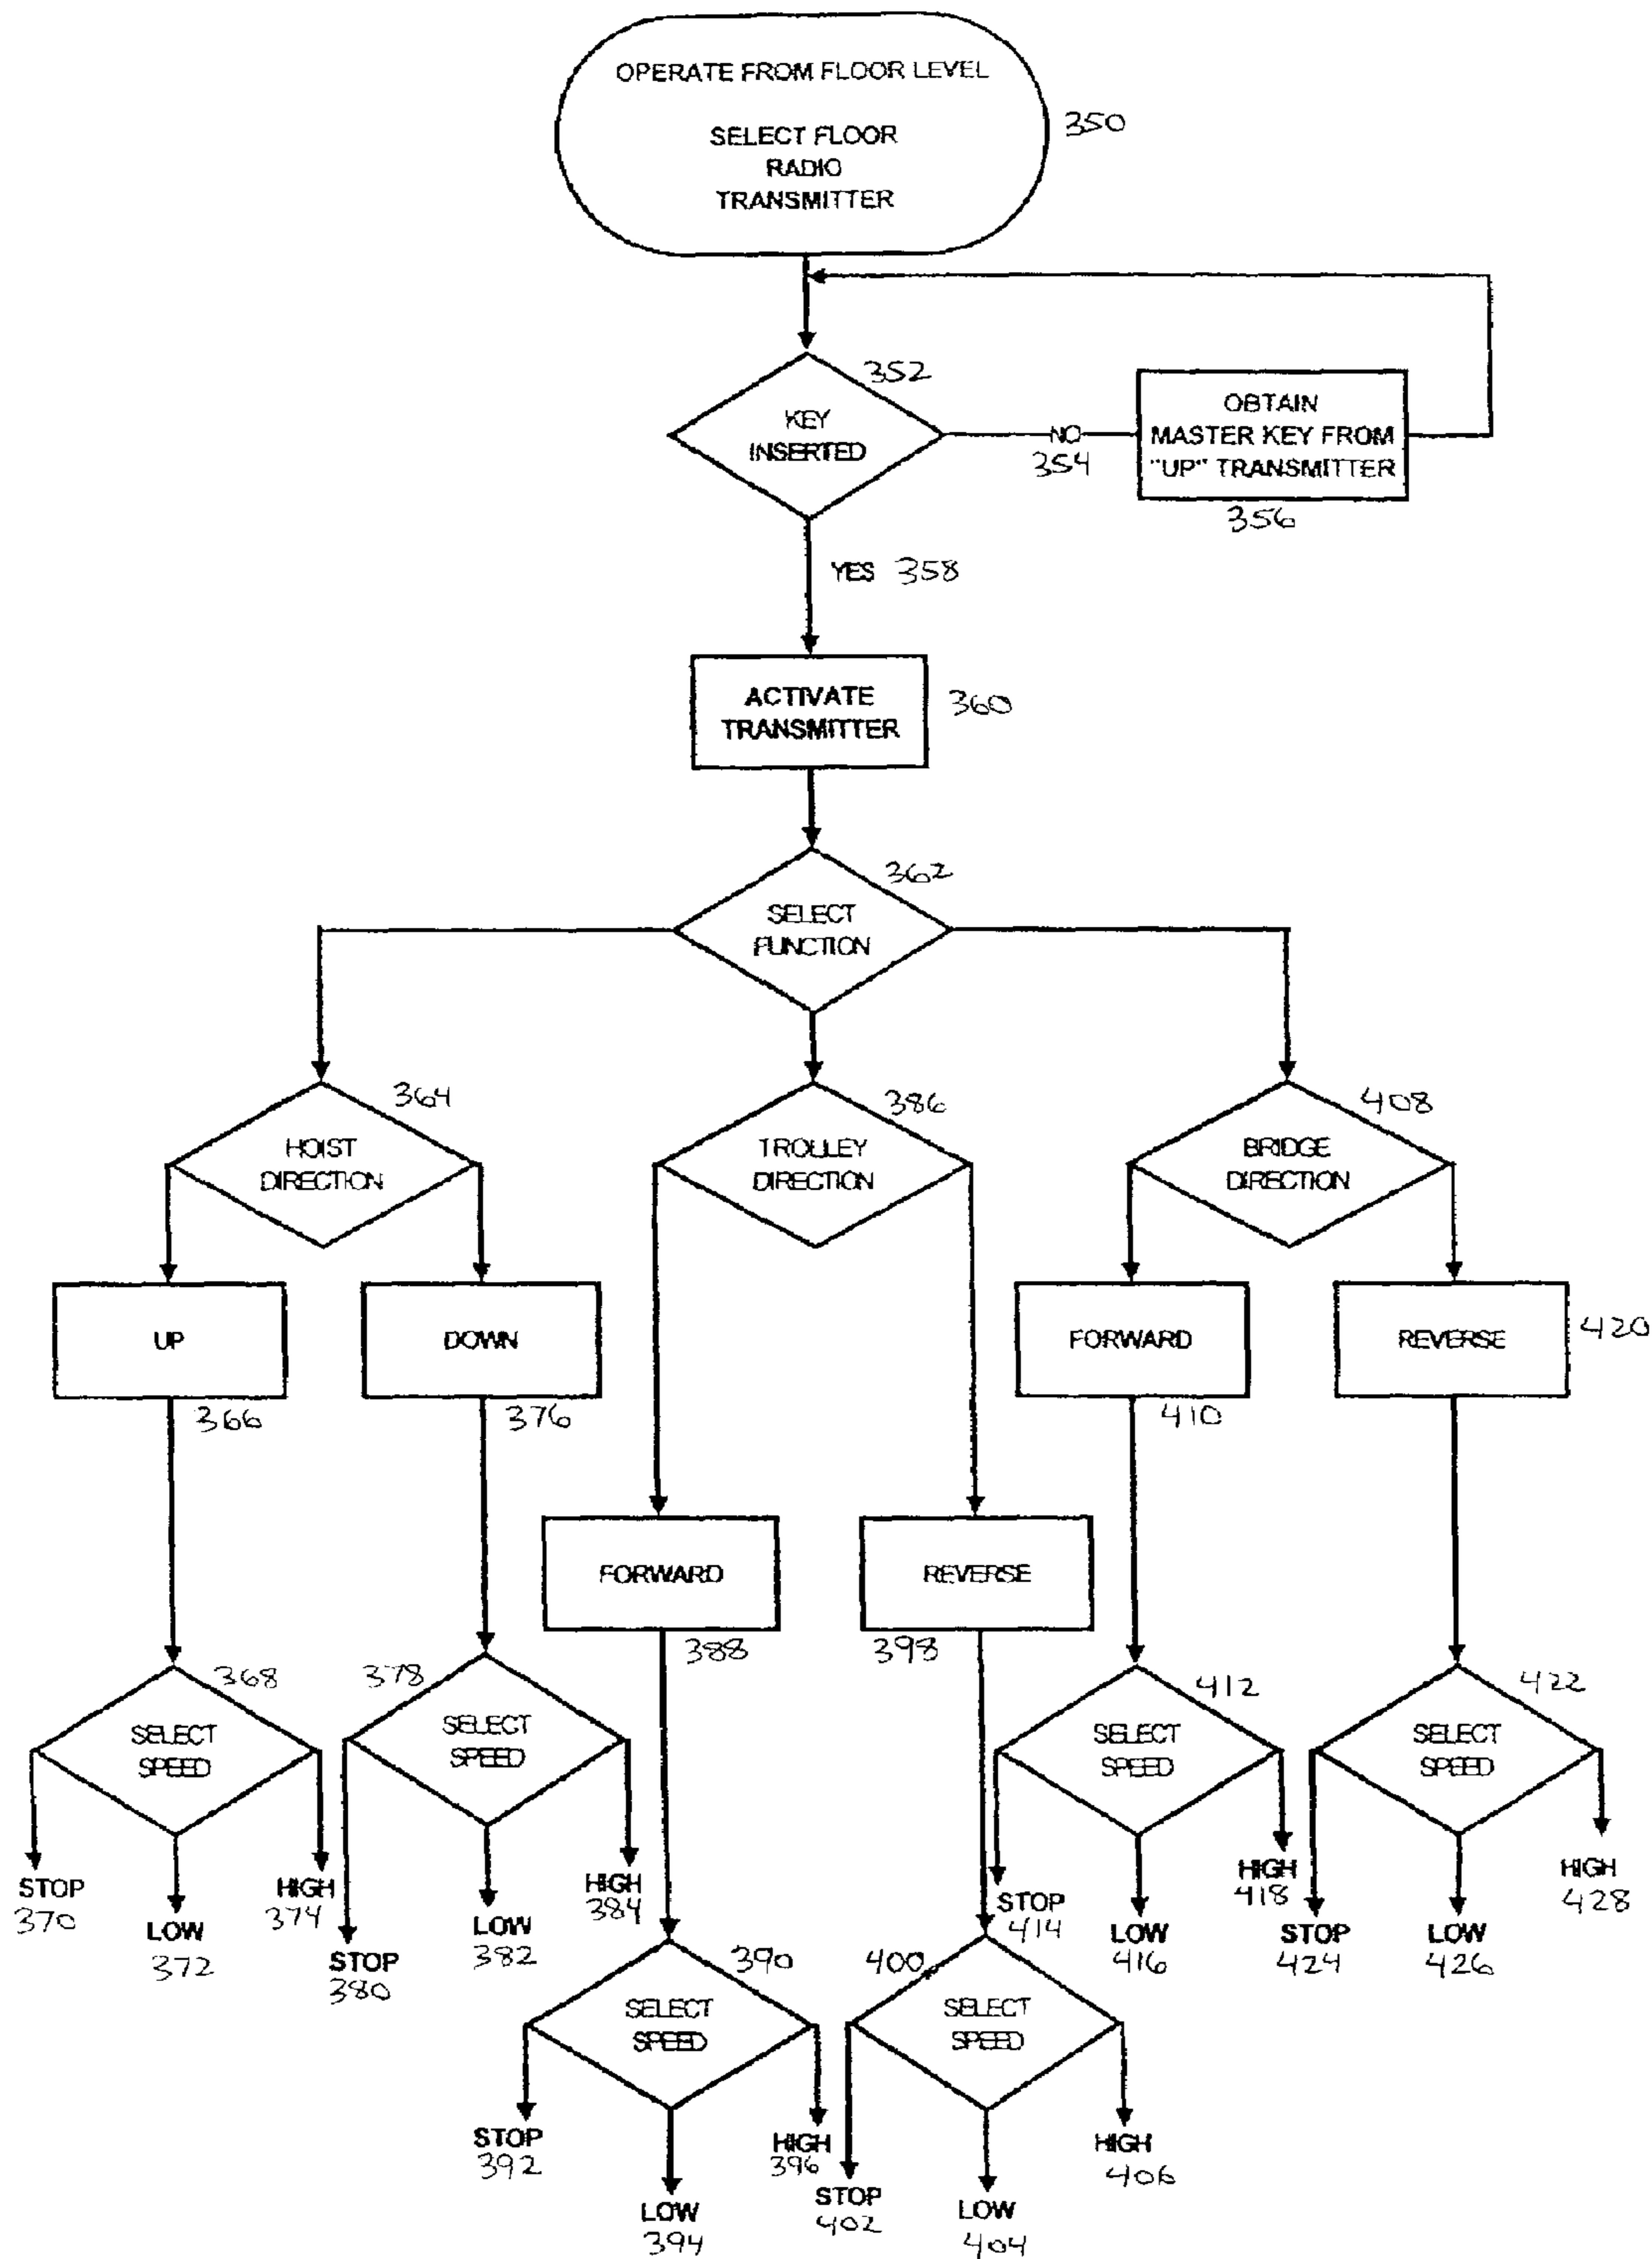 OPERATE FROM FLOOR LEVEL
SELECT FLOOR
RADIO
TRANSMITTER
350
352
KEY
INSERTED
NO
354
OBTAIN
MASTER KEY FROM
"UP" TRANSMITTER
356
YES 358
ACTIVATE
TRANSMITTER
360
362
SELECT
FUNCTION
364
HOIST
DIRECTION
386
TROLLEY
DIRECTION
408
BRIDGE
DIRECTION
UP
366
DOWN
376
FORWARD
410
REVERSE
420
FORWARD
388
REVERSE
398
368
SELECT
SPEED
STOP
370
LOW
372
HIGH
374
378
SELECT
SPEED
STOP
380
LOW
382
HIGH
384
412
SELECT
SPEED
STOP
414
LOW
416
HIGH
418
422
SELECT
SPEED
STOP
424
LOW
426
HIGH
428
390
SELECT
SPEED
STOP
392
LOW
394
HIGH
396
400
SELECT
SPEED
STOP
402
LOW
404
HIGH
406